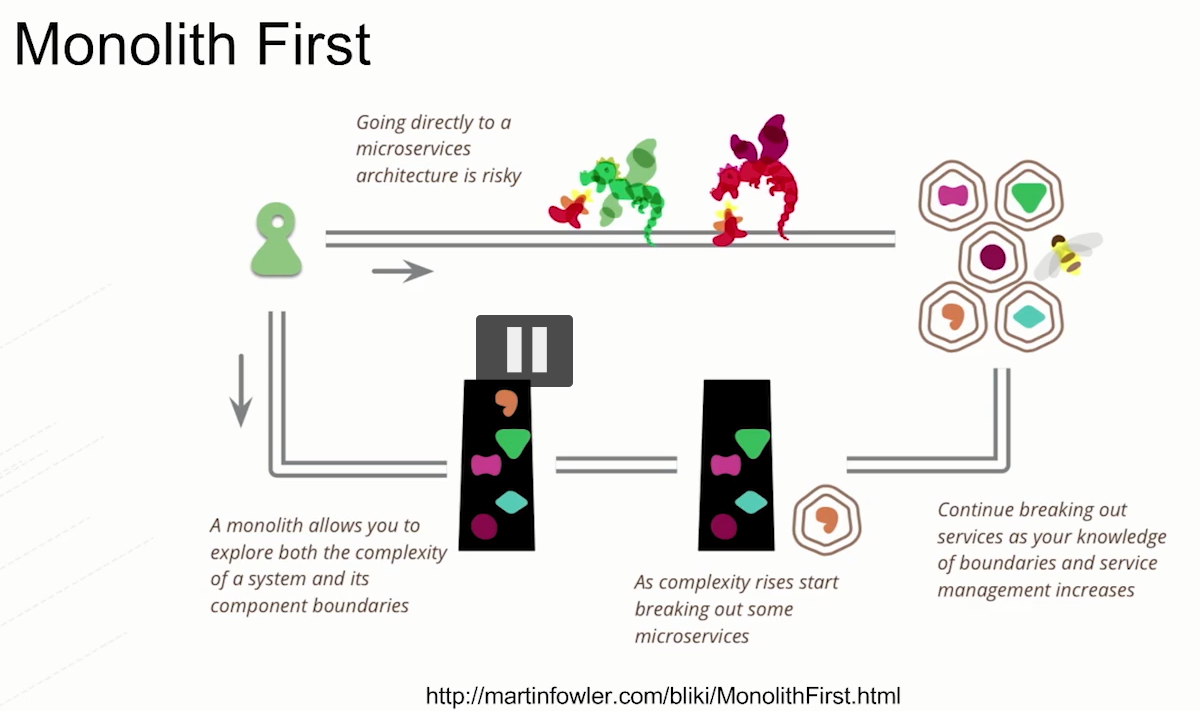 Monolith First
Going directly to a
microservices
architecture is risky
A monolith allows you to
explore both the complexity
of a system and its
component boundaries
As complexity rises start
breaking out some
microservices
Continue breaking out
services as your knowledge
of boundaries and service
management increases
http://martinfowler.com/bliki/MonolithFirst.html